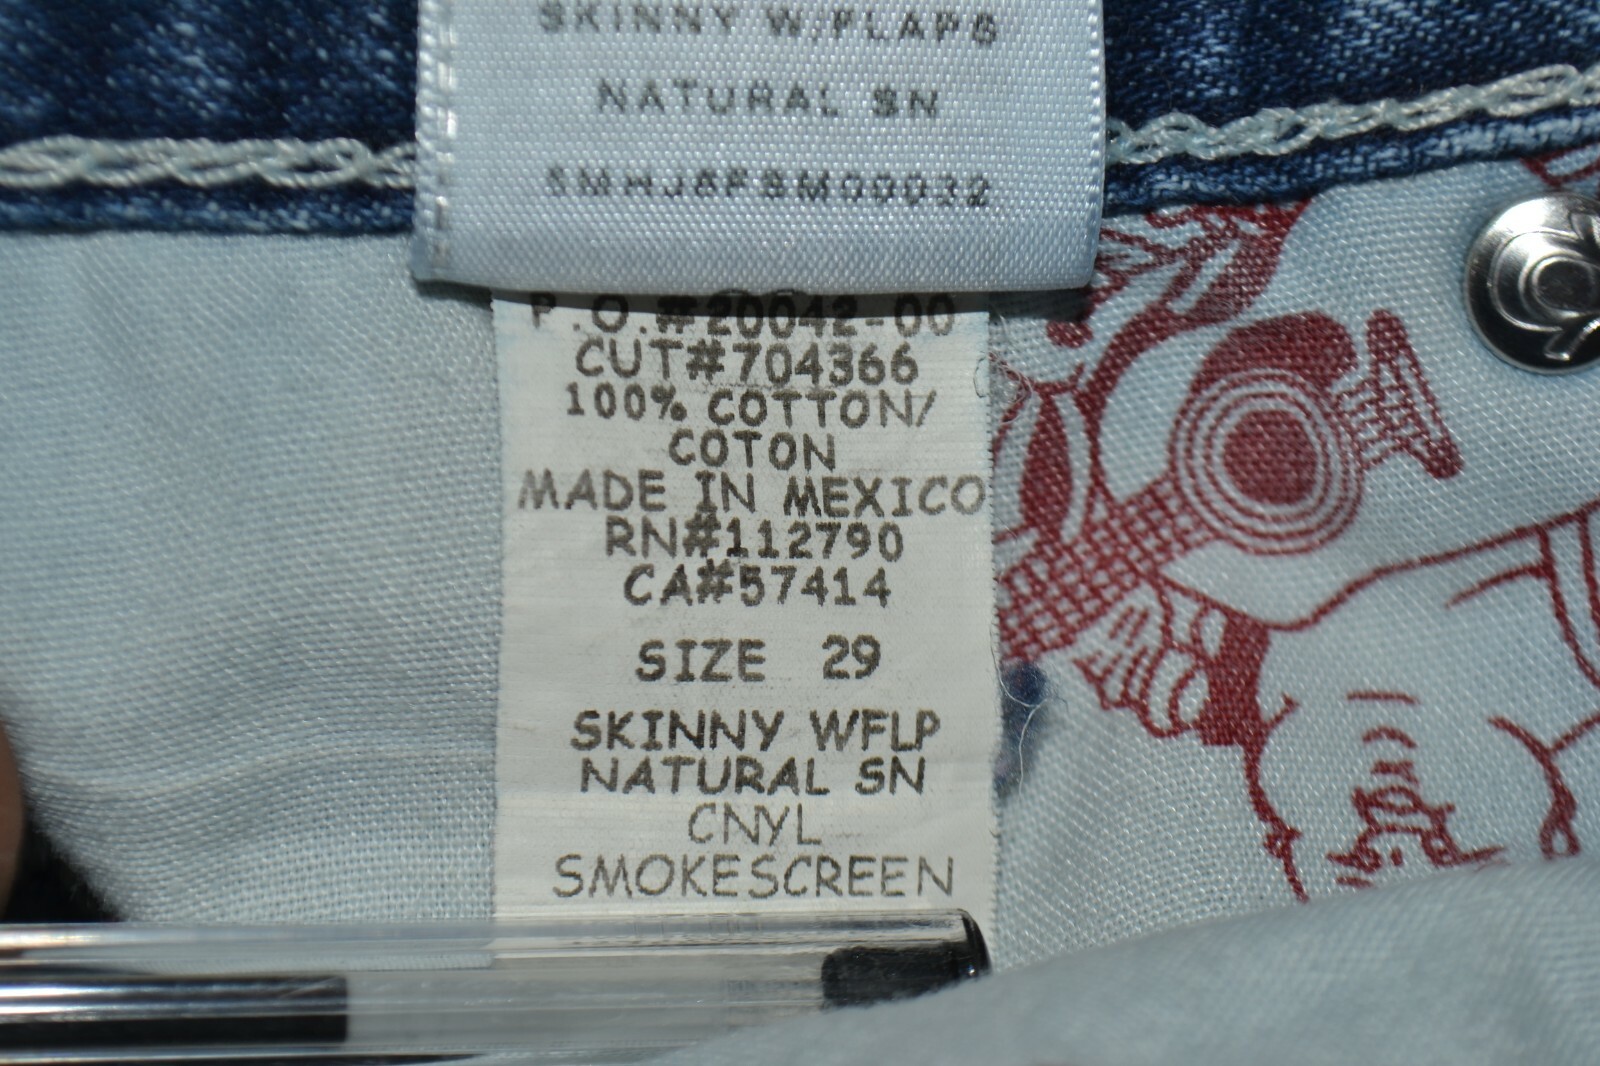 SKINNY W/FLAPS
NATURAL SN
SMHJ6FSM00032
P.O.#20042-00
CUT#704366
100% COTTON/
COTON
MADE IN MEXICO
RN#112790
CA#57414
SIZE 29
SKINNY WFLP
NATURAL SN
CNYL
SMOKESCREEN